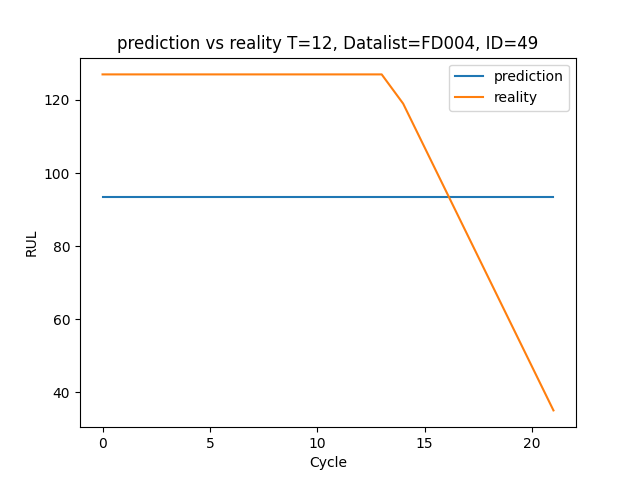 prediction vs reality T=12, Datalist=FD004, ID=49
prediction
reality
120
100
80
60
40
RUL
0 5 10 15 20
Cycle